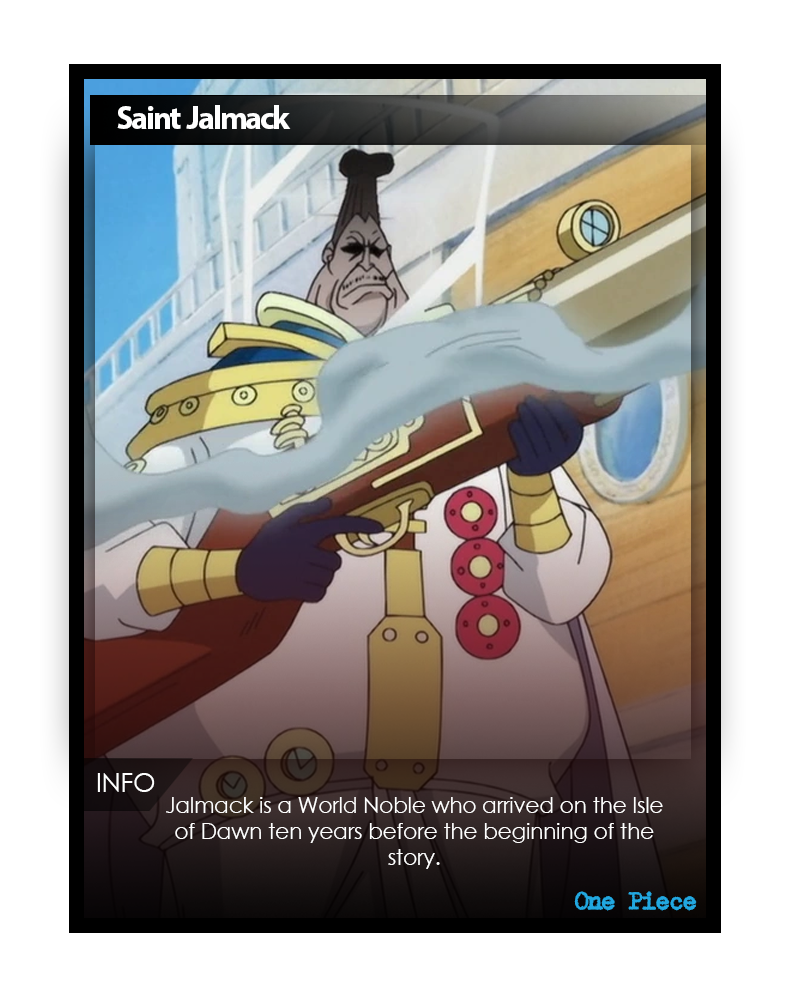 Saint Jalmack
INFO
Jalmack is a World Noble who arrived on the Isle
of Dawn ten years before the beginning of the
story.
One Piece